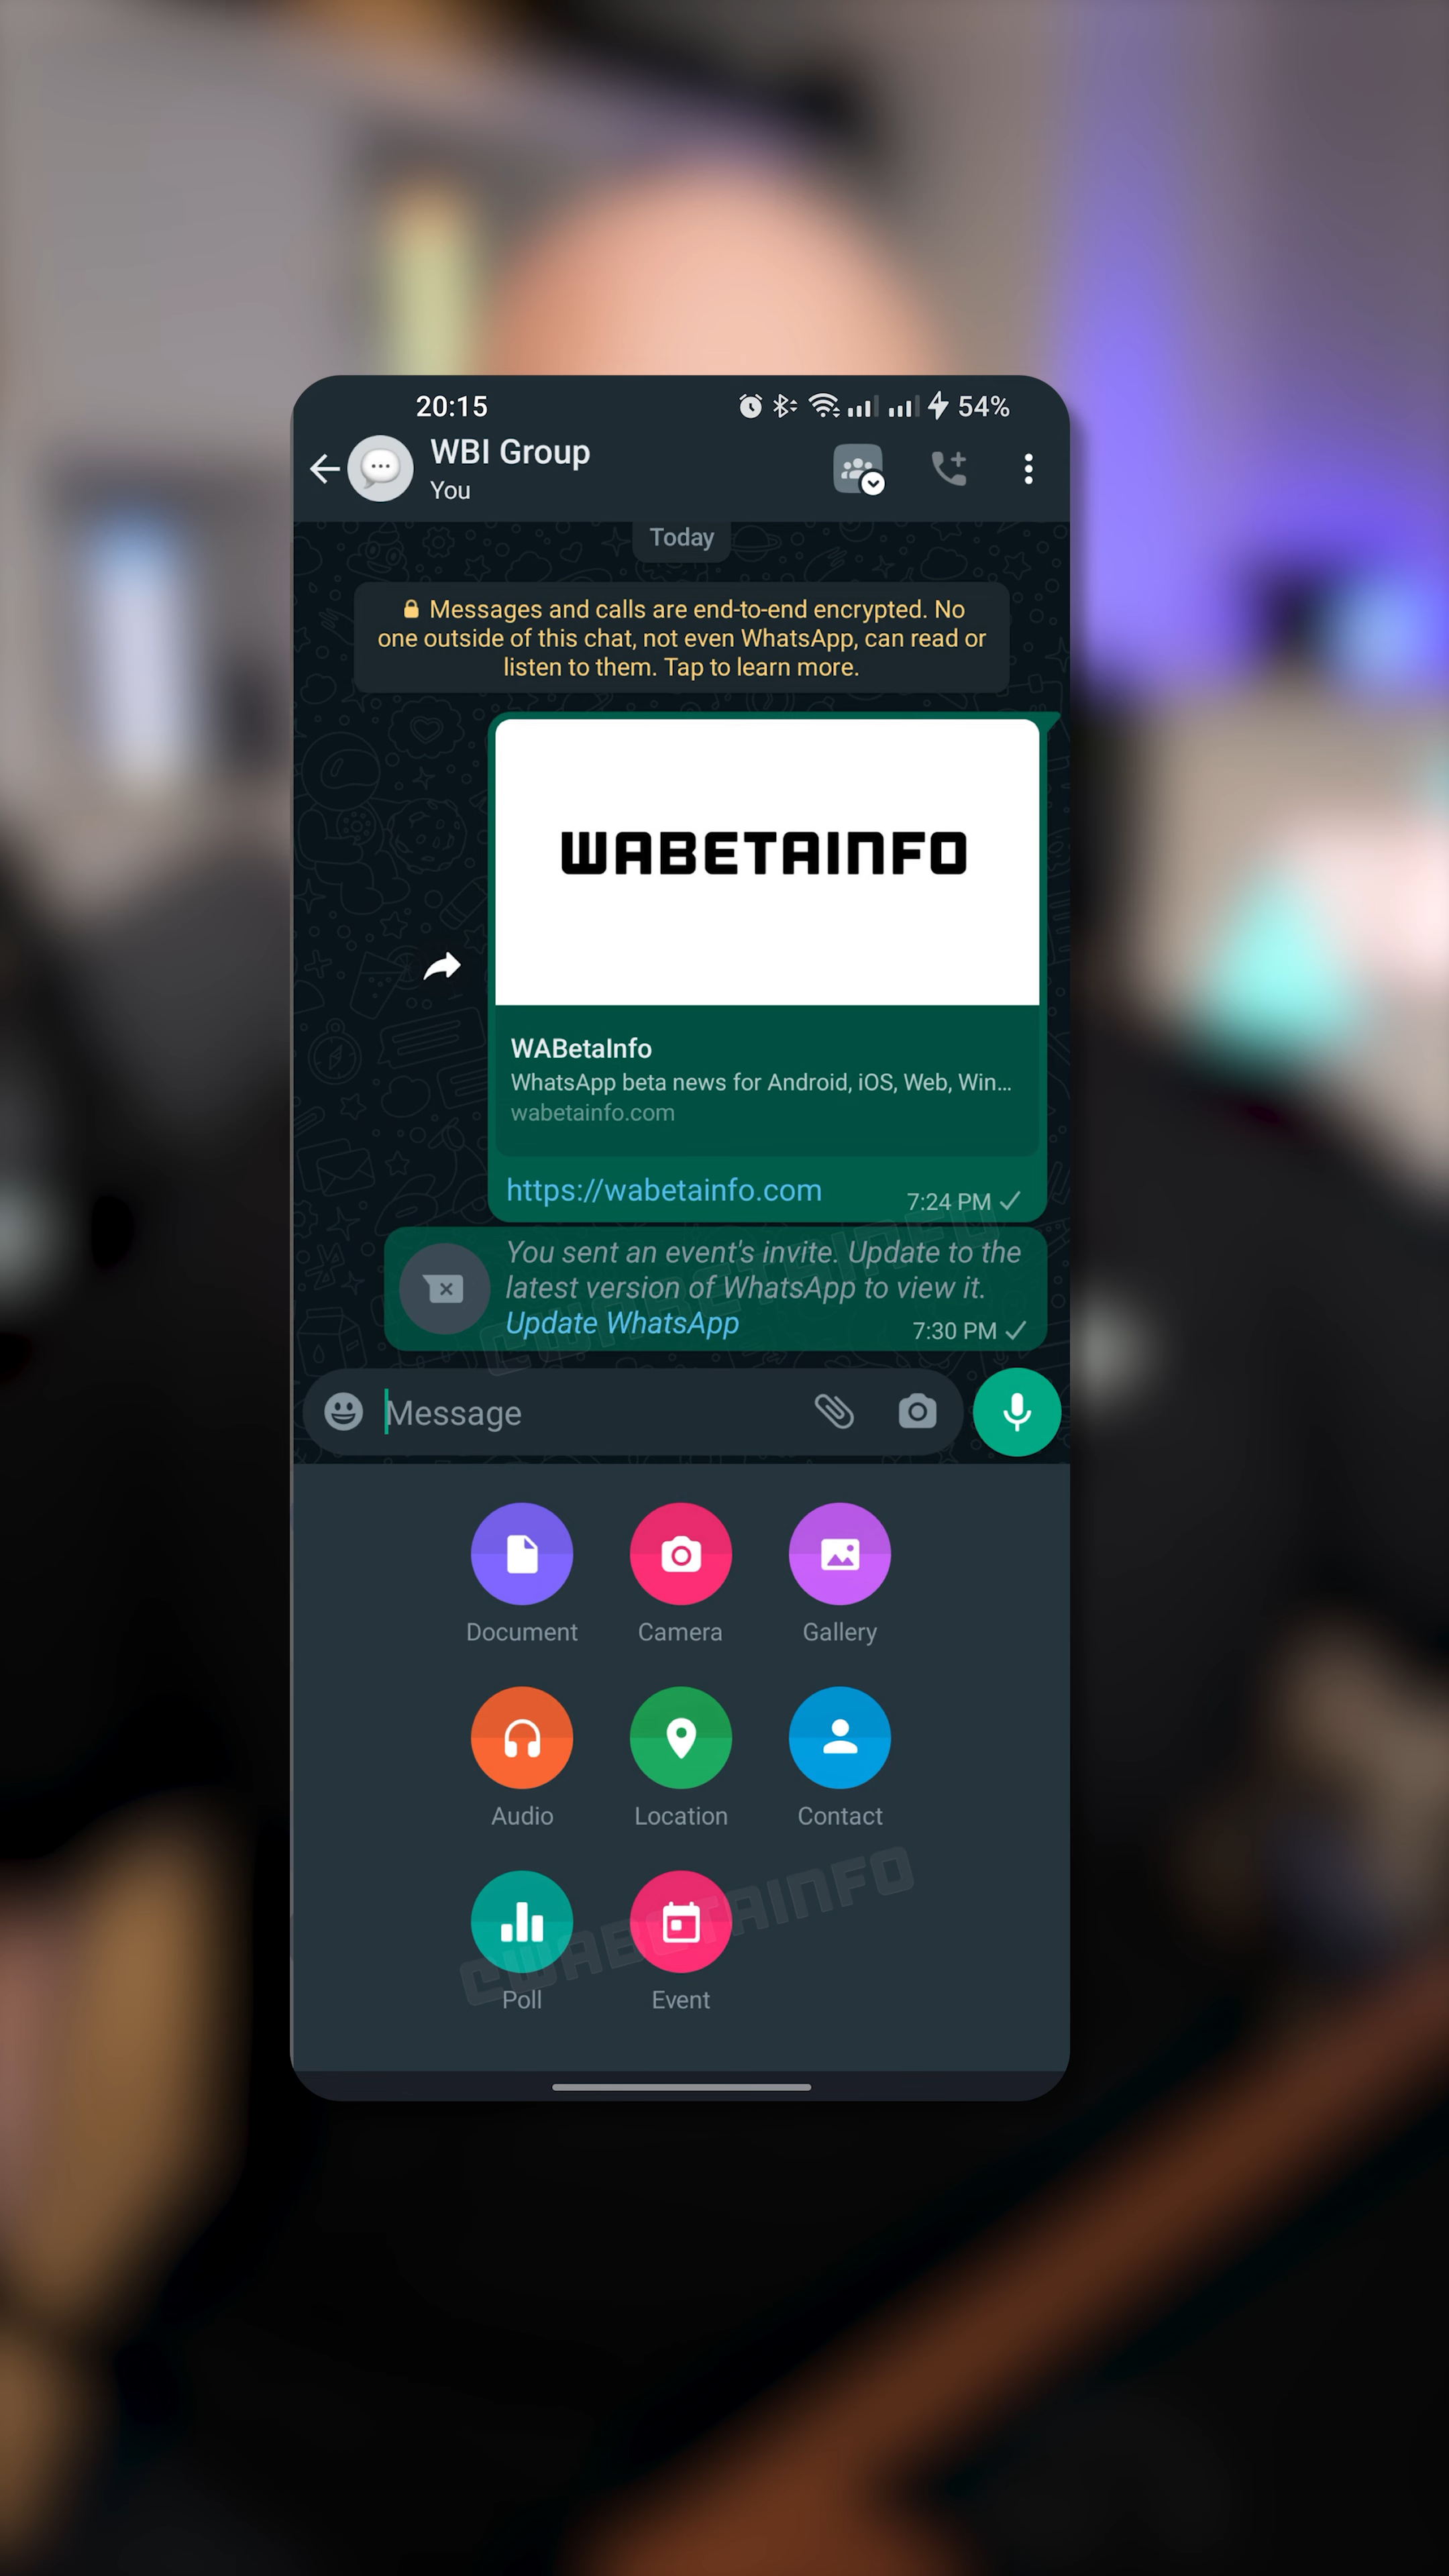 20:15
54%
WBI Group
You
Today
Messages and calls are end-to-end encrypted. No
one outside of this chat, not even WhatsApp, can read or
listen to them. Tap to learn more.
WABETAINFO
WABetaInfo
WhatsApp beta news for Android, iOS, Web, Win...
wabetainfo.com
https://wabetainfo.com
7:24 PM
You sent an event's invite. Update to the
latest version of WhatsApp to view it.
Update WhatsApp
7:30 PM
CWABETAINFO
Message
Document
Camera
Gallery
Audio
Location
Contact
CWABETAINFO
Poll
Event